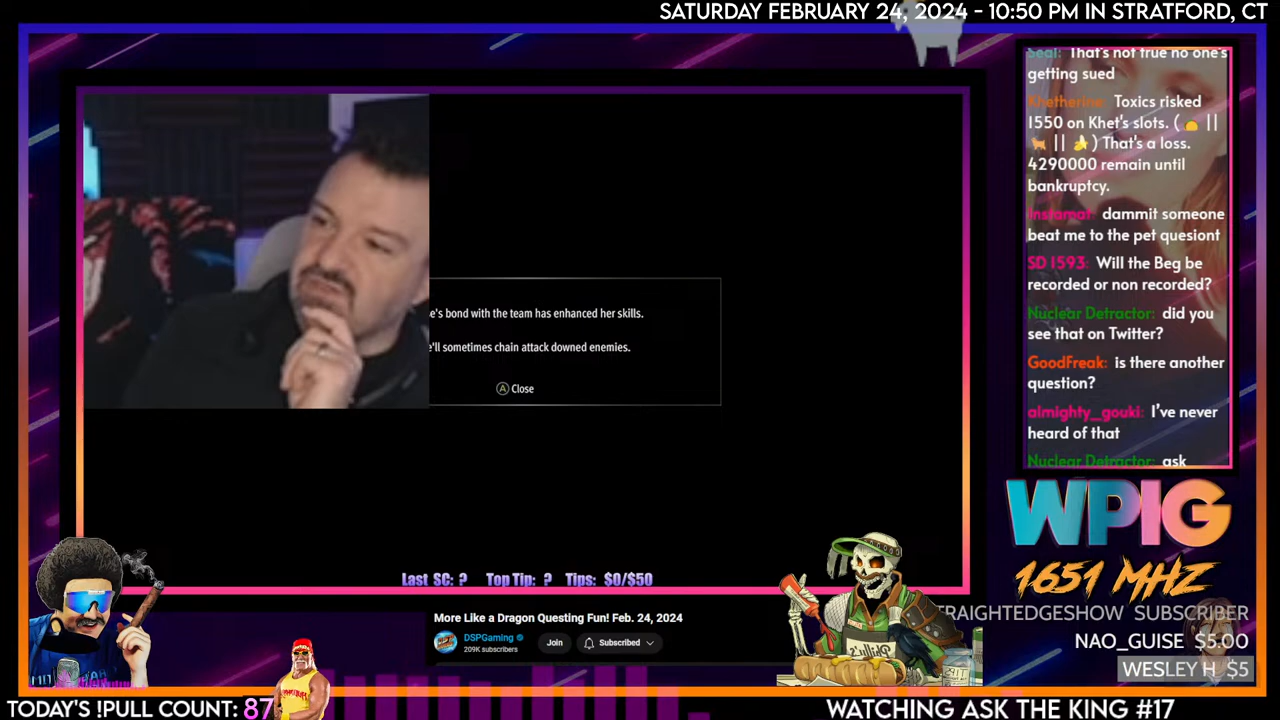 SATURDAY FEBRUARY 24, 2024 - 10:50 PM IN STRATFORD, CT
Seal: That's not true no one's
getting sued
Khetherine: Toxics risked
1550 on Khet's slots. ( ||
|| ) That's a loss.
4290000 remain until
bankruptcy.
Instamat: dammit someone
beat me to the pet quesiont
SD 1593: Will the Beg be
recorded or non recorded?
Nuclear Detractor: did you
see that on Twitter?
GoodFreak: is there another
question?
almighty_gouki: I've never
heard of that
Nuclear Detractor: ask
e's bond with the team has enhanced her skills.
e'll sometimes chain attack downed enemies.
A Close
Last SC: ? Top Tip: ? Tips: $0/$50
More Like a Dragon Questing Fun! Feb. 24, 2024
DSPGaming
209K subscribers
Join
Subscribed
WPIG
1651 MHZ
TRAIGHTEDGESHOW SUBSCRIBER
NAO_GUISE $5.00
WESLEY H $5
TODAY'S !PULL COUNT: 87
WATCHING ASK THE KING #17